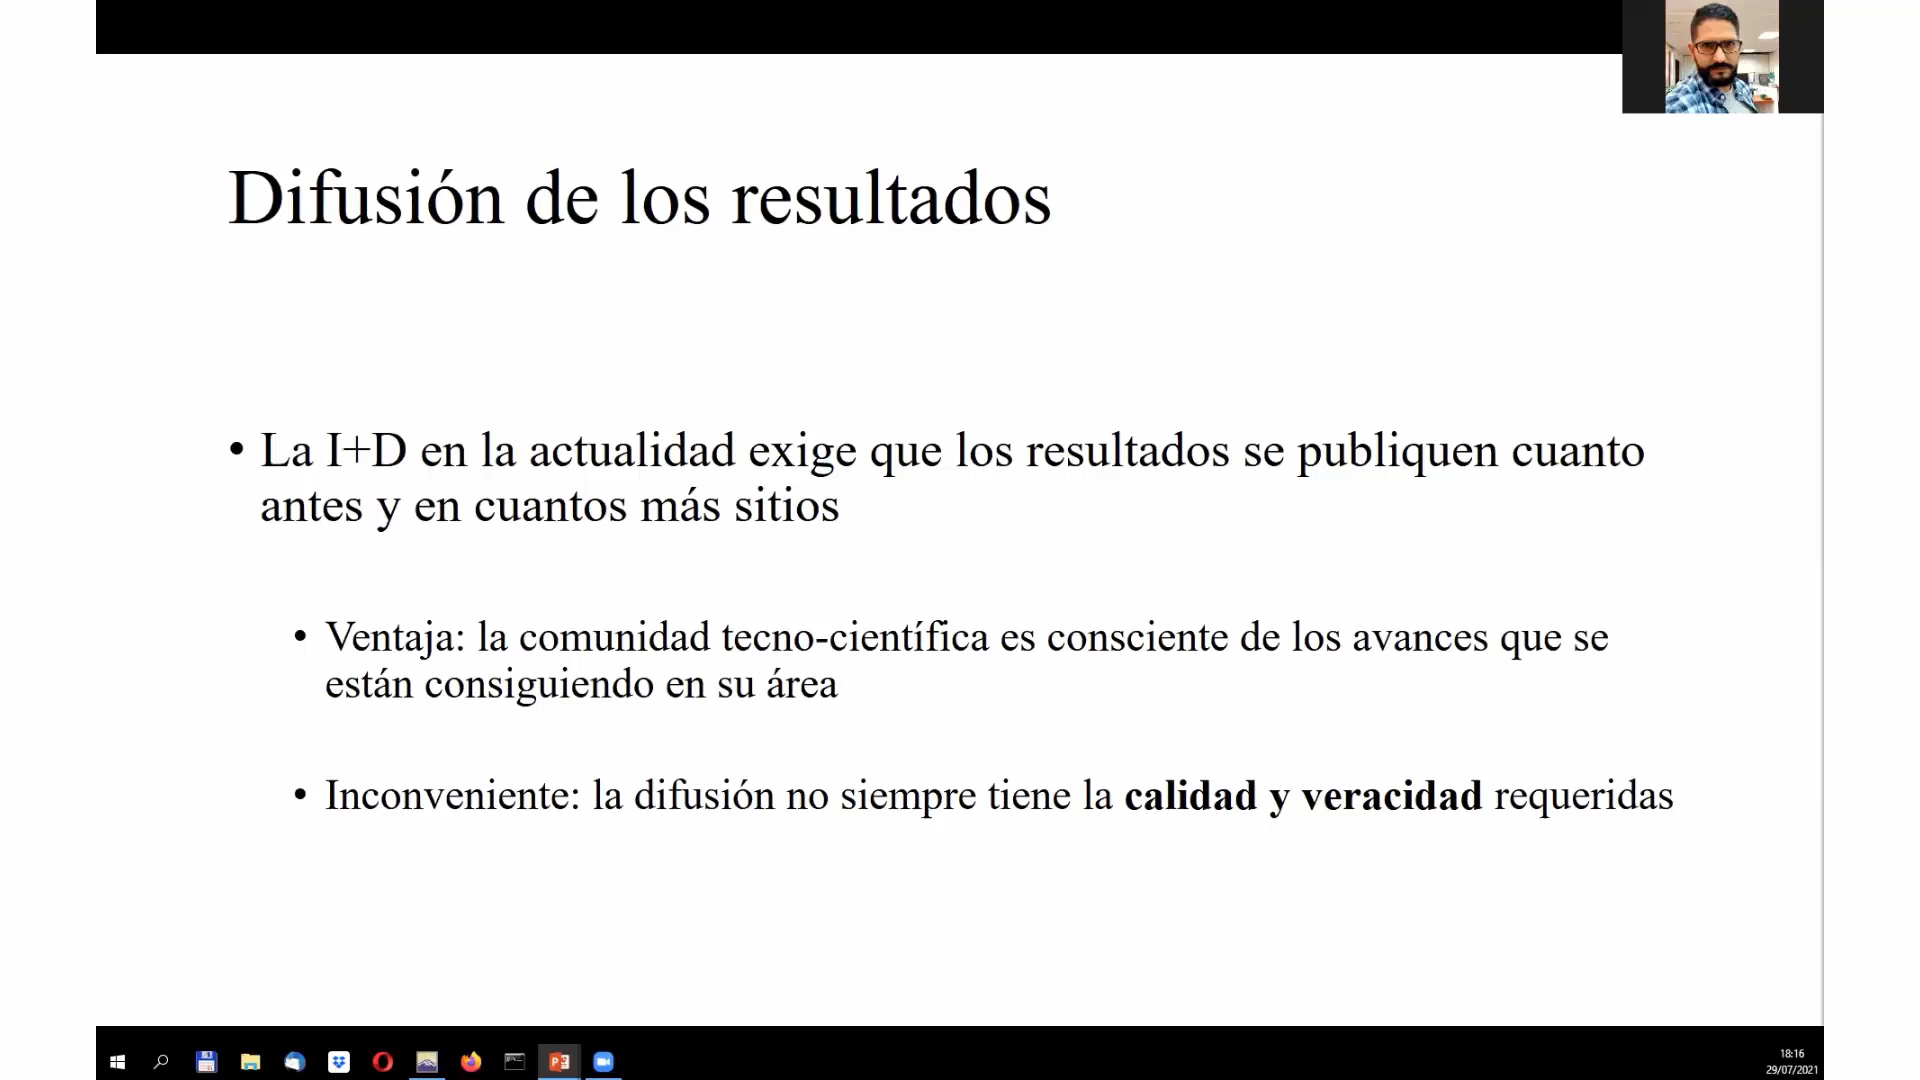 Difusión de los resultados
• La I+D en la actualidad exige que los resultados se publiquen cuanto
antes y en cuantos más sitios
• Ventaja: la comunidad tecno-científica es consciente de los avances que se
están consiguiendo en su área
• Inconveniente: la difusión no siempre tiene la calidad y veracidad requeridas
18:16
29/07/2021